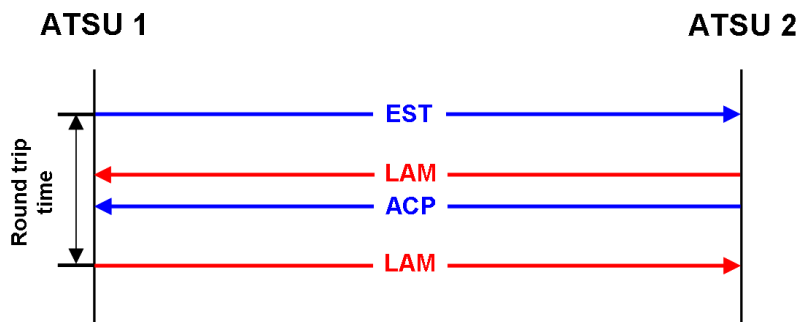 ATSU 1
ATSU 2
EST
LAM
ACP
LAM
Round trip
time